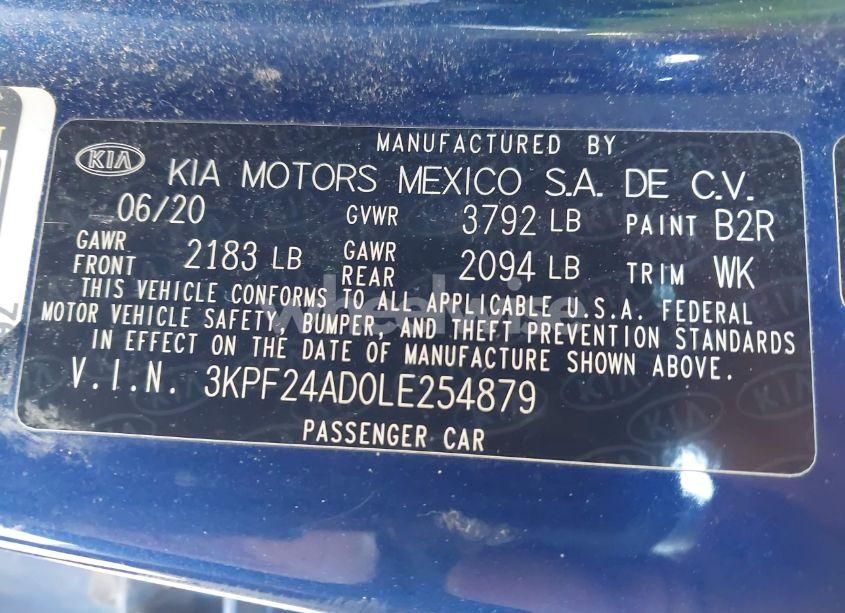 MANUFACTURED BY
KIA KIA MOTORS MEXICO S.A. DE C.V.
06/20 GVWR 3792 LB PAINT B2R
GAWR FRONT 2183 LB GAWR REAR 2094 LB TRIM WK
THIS VEHICLE CONFORMS TO ALL APPLICABLE U.S.A. FEDERAL
MOTOR VEHICLE SAFETY, BUMPER, AND THEFT PREVENTION STANDARDS
IN EFFECT ON THE DATE OF MANUFACTURE SHOWN ABOVE.
V.I.N. 3KPF24AD0LE254879
PASSENGER CAR